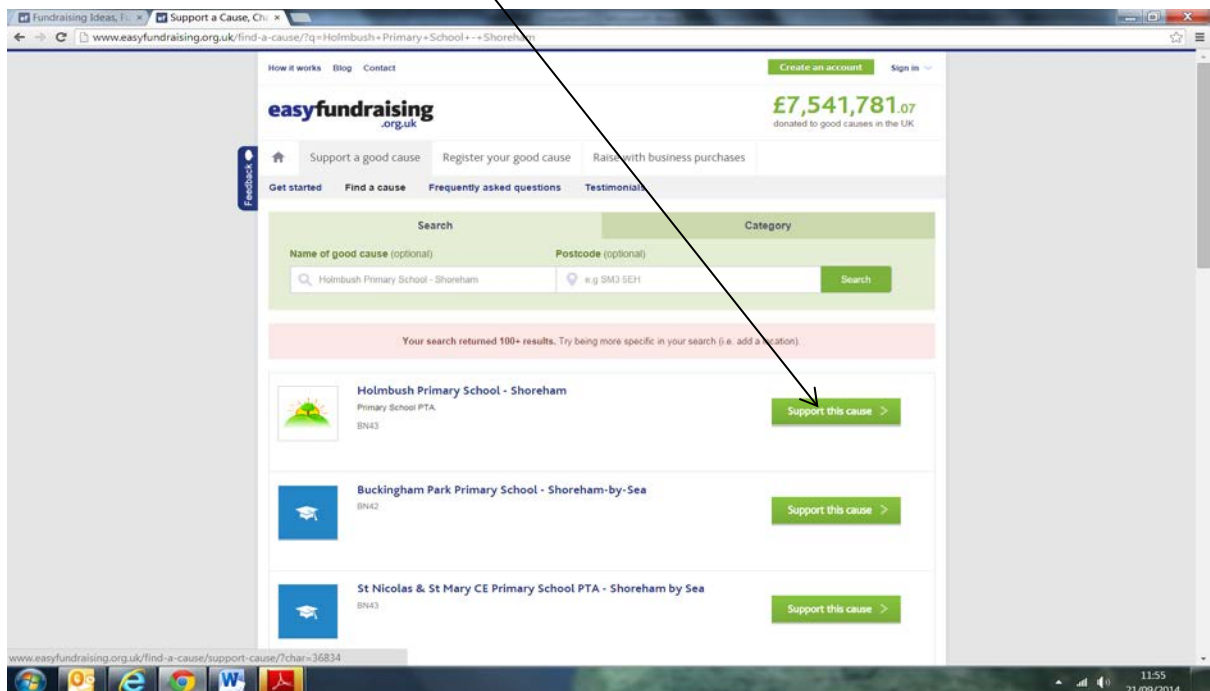 Fundraising Ideas, Fu
Support a Cause, Cha
www.easyfundraising.org.uk/find-a-cause/?q=Holmbush+Primary+School+-+Shoreham
How it works Blog Contact
Create an account Sign in
easyfundraising
.org.uk
£7,541,781.07
donated to good causes in the UK
Feedback
Support a good cause Register your good cause Raise with business purchases
Get started Find a cause Frequently asked questions Testimonials
Search Category
Name of good cause (optional) Postcode (optional)
Holmbush Primary School - Shoreham e.g SM3 5EH Search
Your search returned 100+ results. Try being more specific in your search (i.e. add a location).
Holmbush Primary School - Shoreham
Primary School PTA.
BN43
Support this cause >
Buckingham Park Primary School - Shoreham-by-Sea
BN42
Support this cause >
St Nicolas & St Mary CE Primary School PTA - Shoreham by Sea
BN43
Support this cause >
www.easyfundraising.org.uk/find-a-cause/support-cause/?char=36834
11:55
21/09/2014